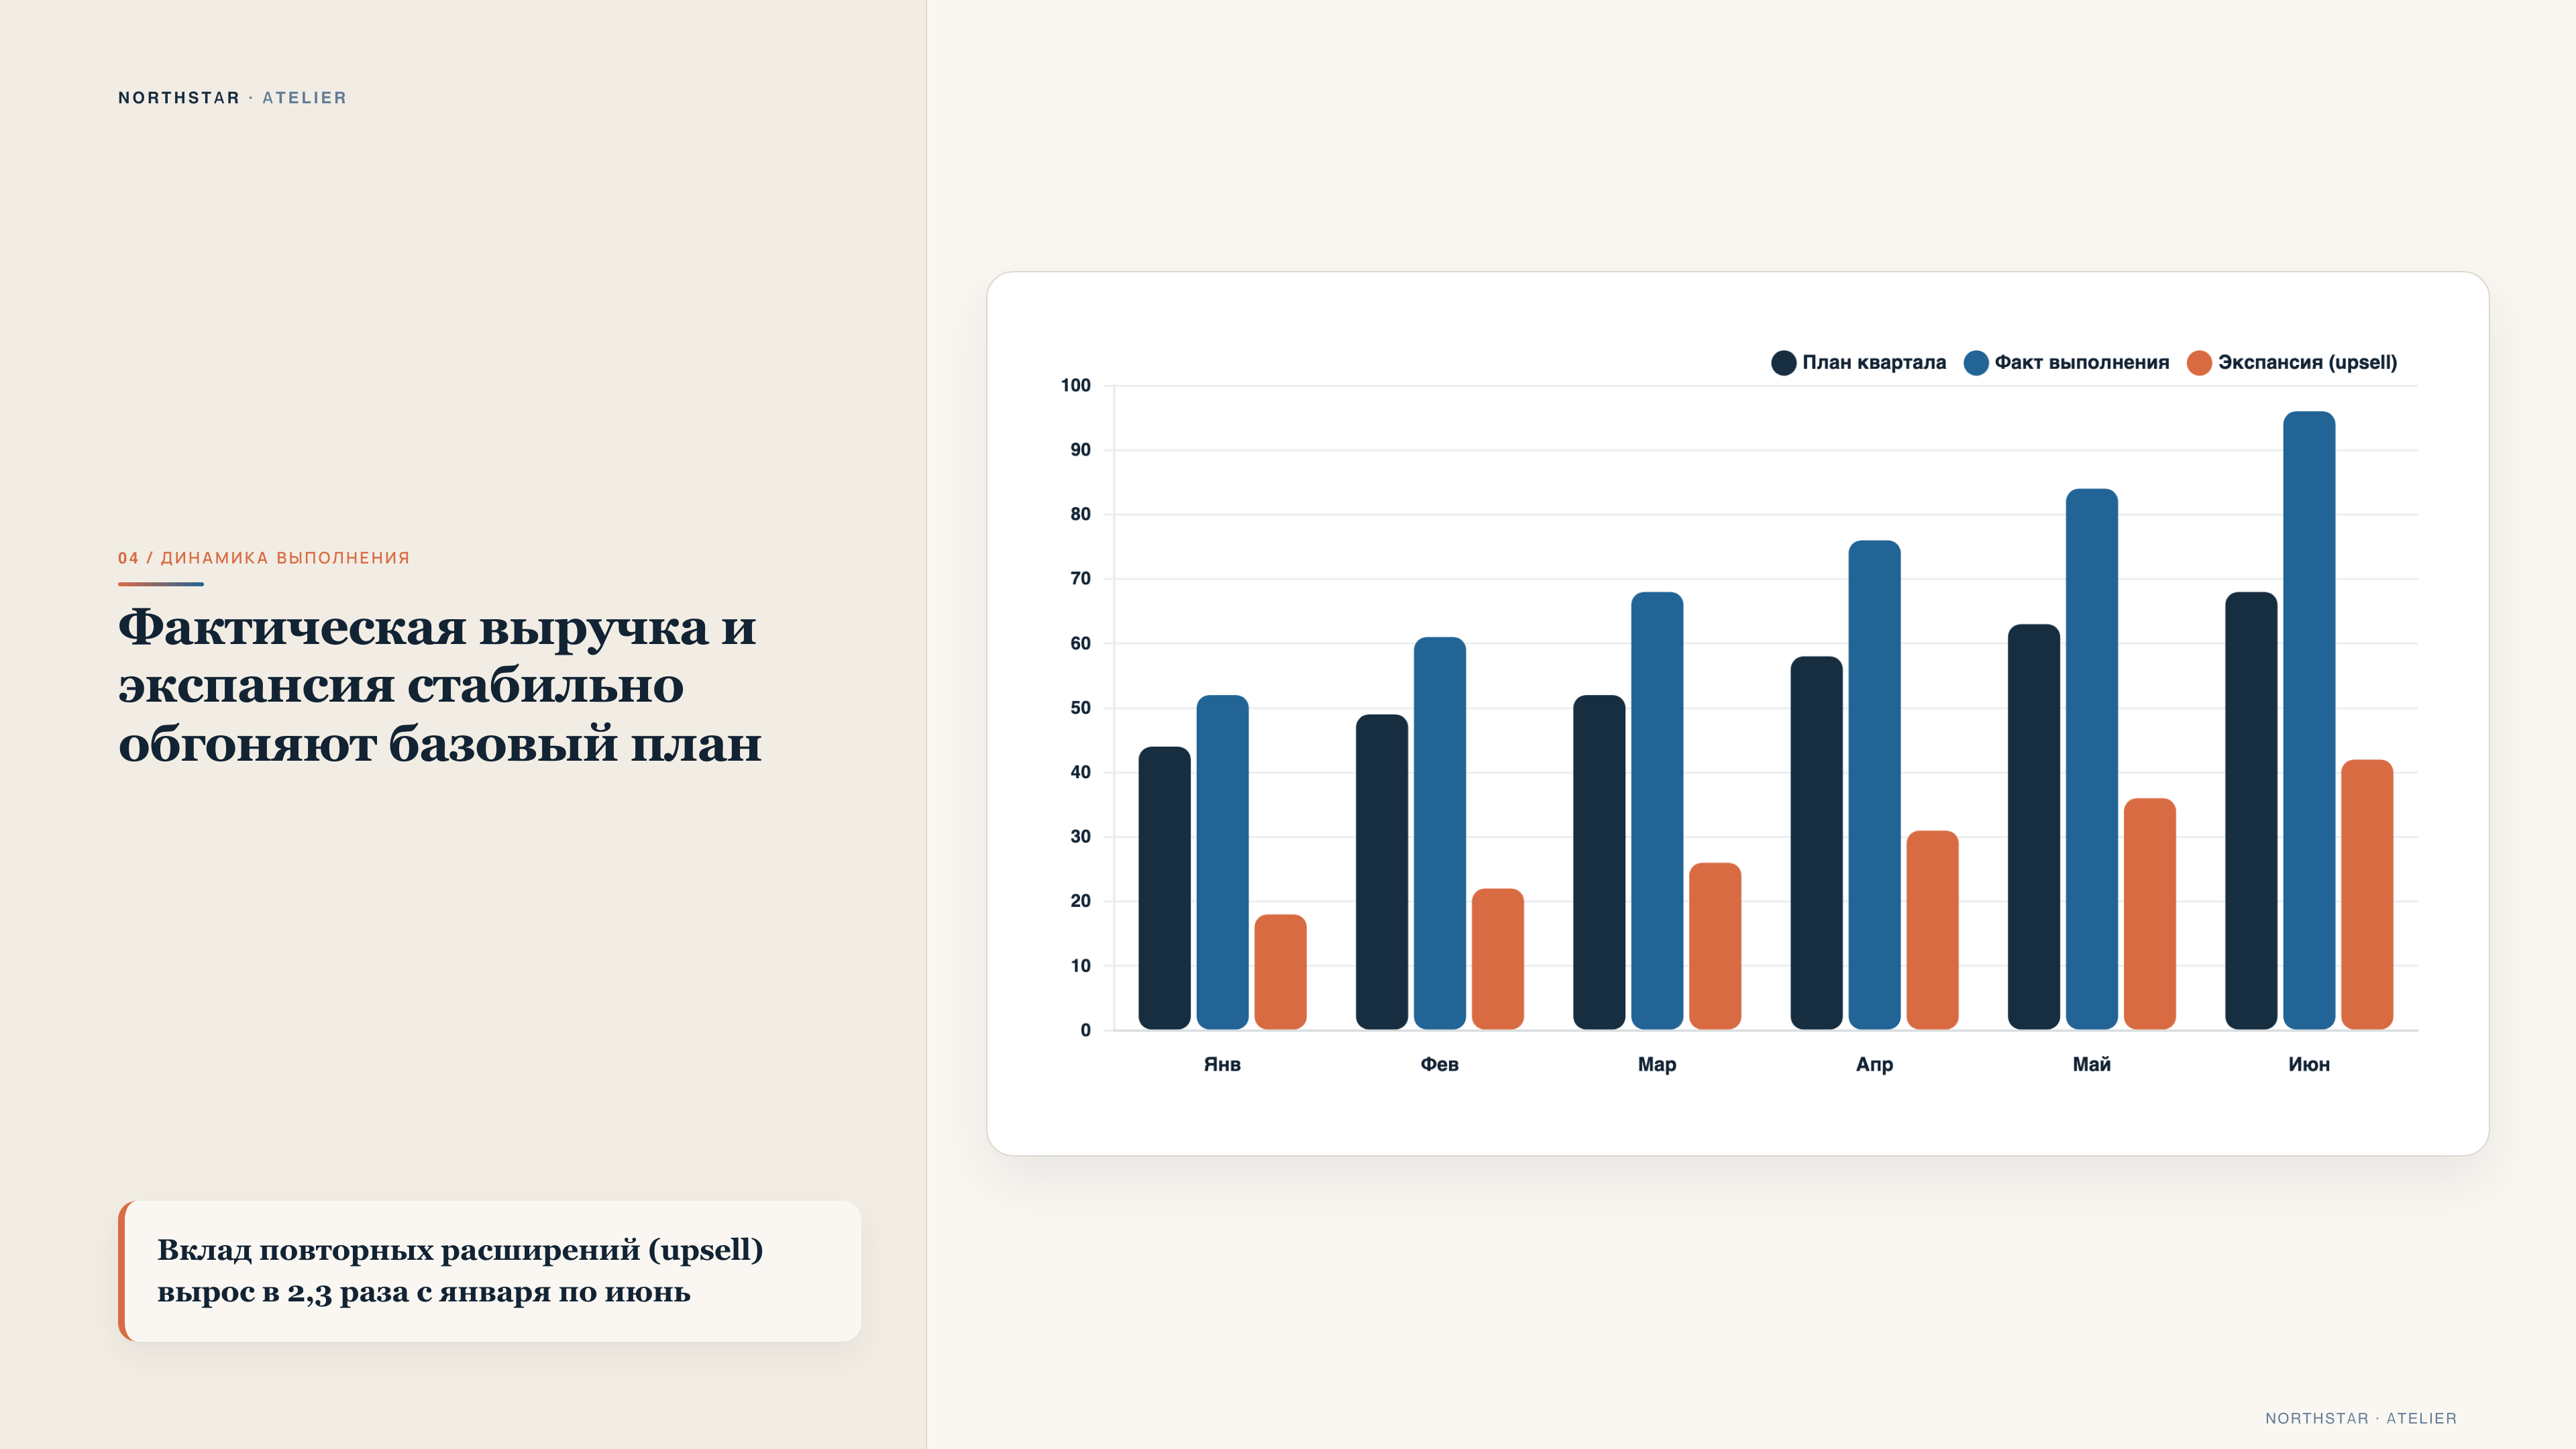 NORTHSTAR · ATELIER
04 / ДИНАМИКА ВЫПОЛНЕНИЯ
Фактическая выручка и
экспансия стабильно
обгоняют базовый план
Вклад повторных расширений (upsell)
вырос в 2,3 раза с января по июнь
План квартала Факт выполнения Экспансия (upsell)
100
90
80
70
60
50
40
30
20
10
0
Янв Фев Мар Апр Май Июн
NORTHSTAR · ATELIER